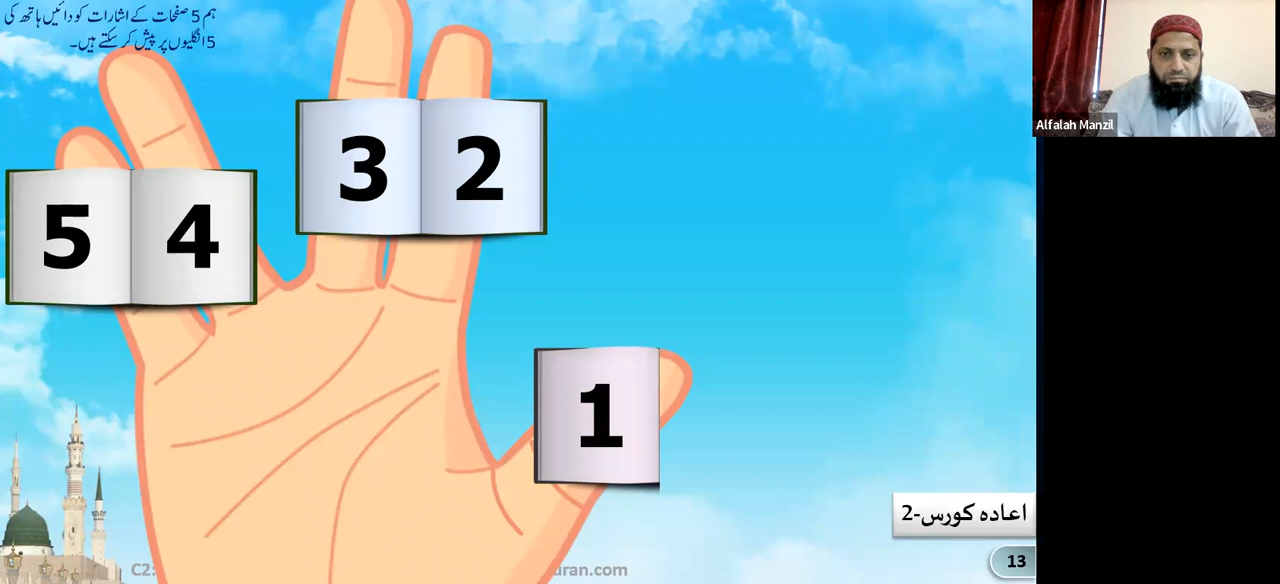 ہم 5 صفحات کے اشارات کو دائیں ہاتھ کی
5 انگلیوں پر پیش کر سکتے ہیں۔
3 2
5 4
1
Alfalah Manzil
اعادہ کورس-2
13
C2:
uran.com